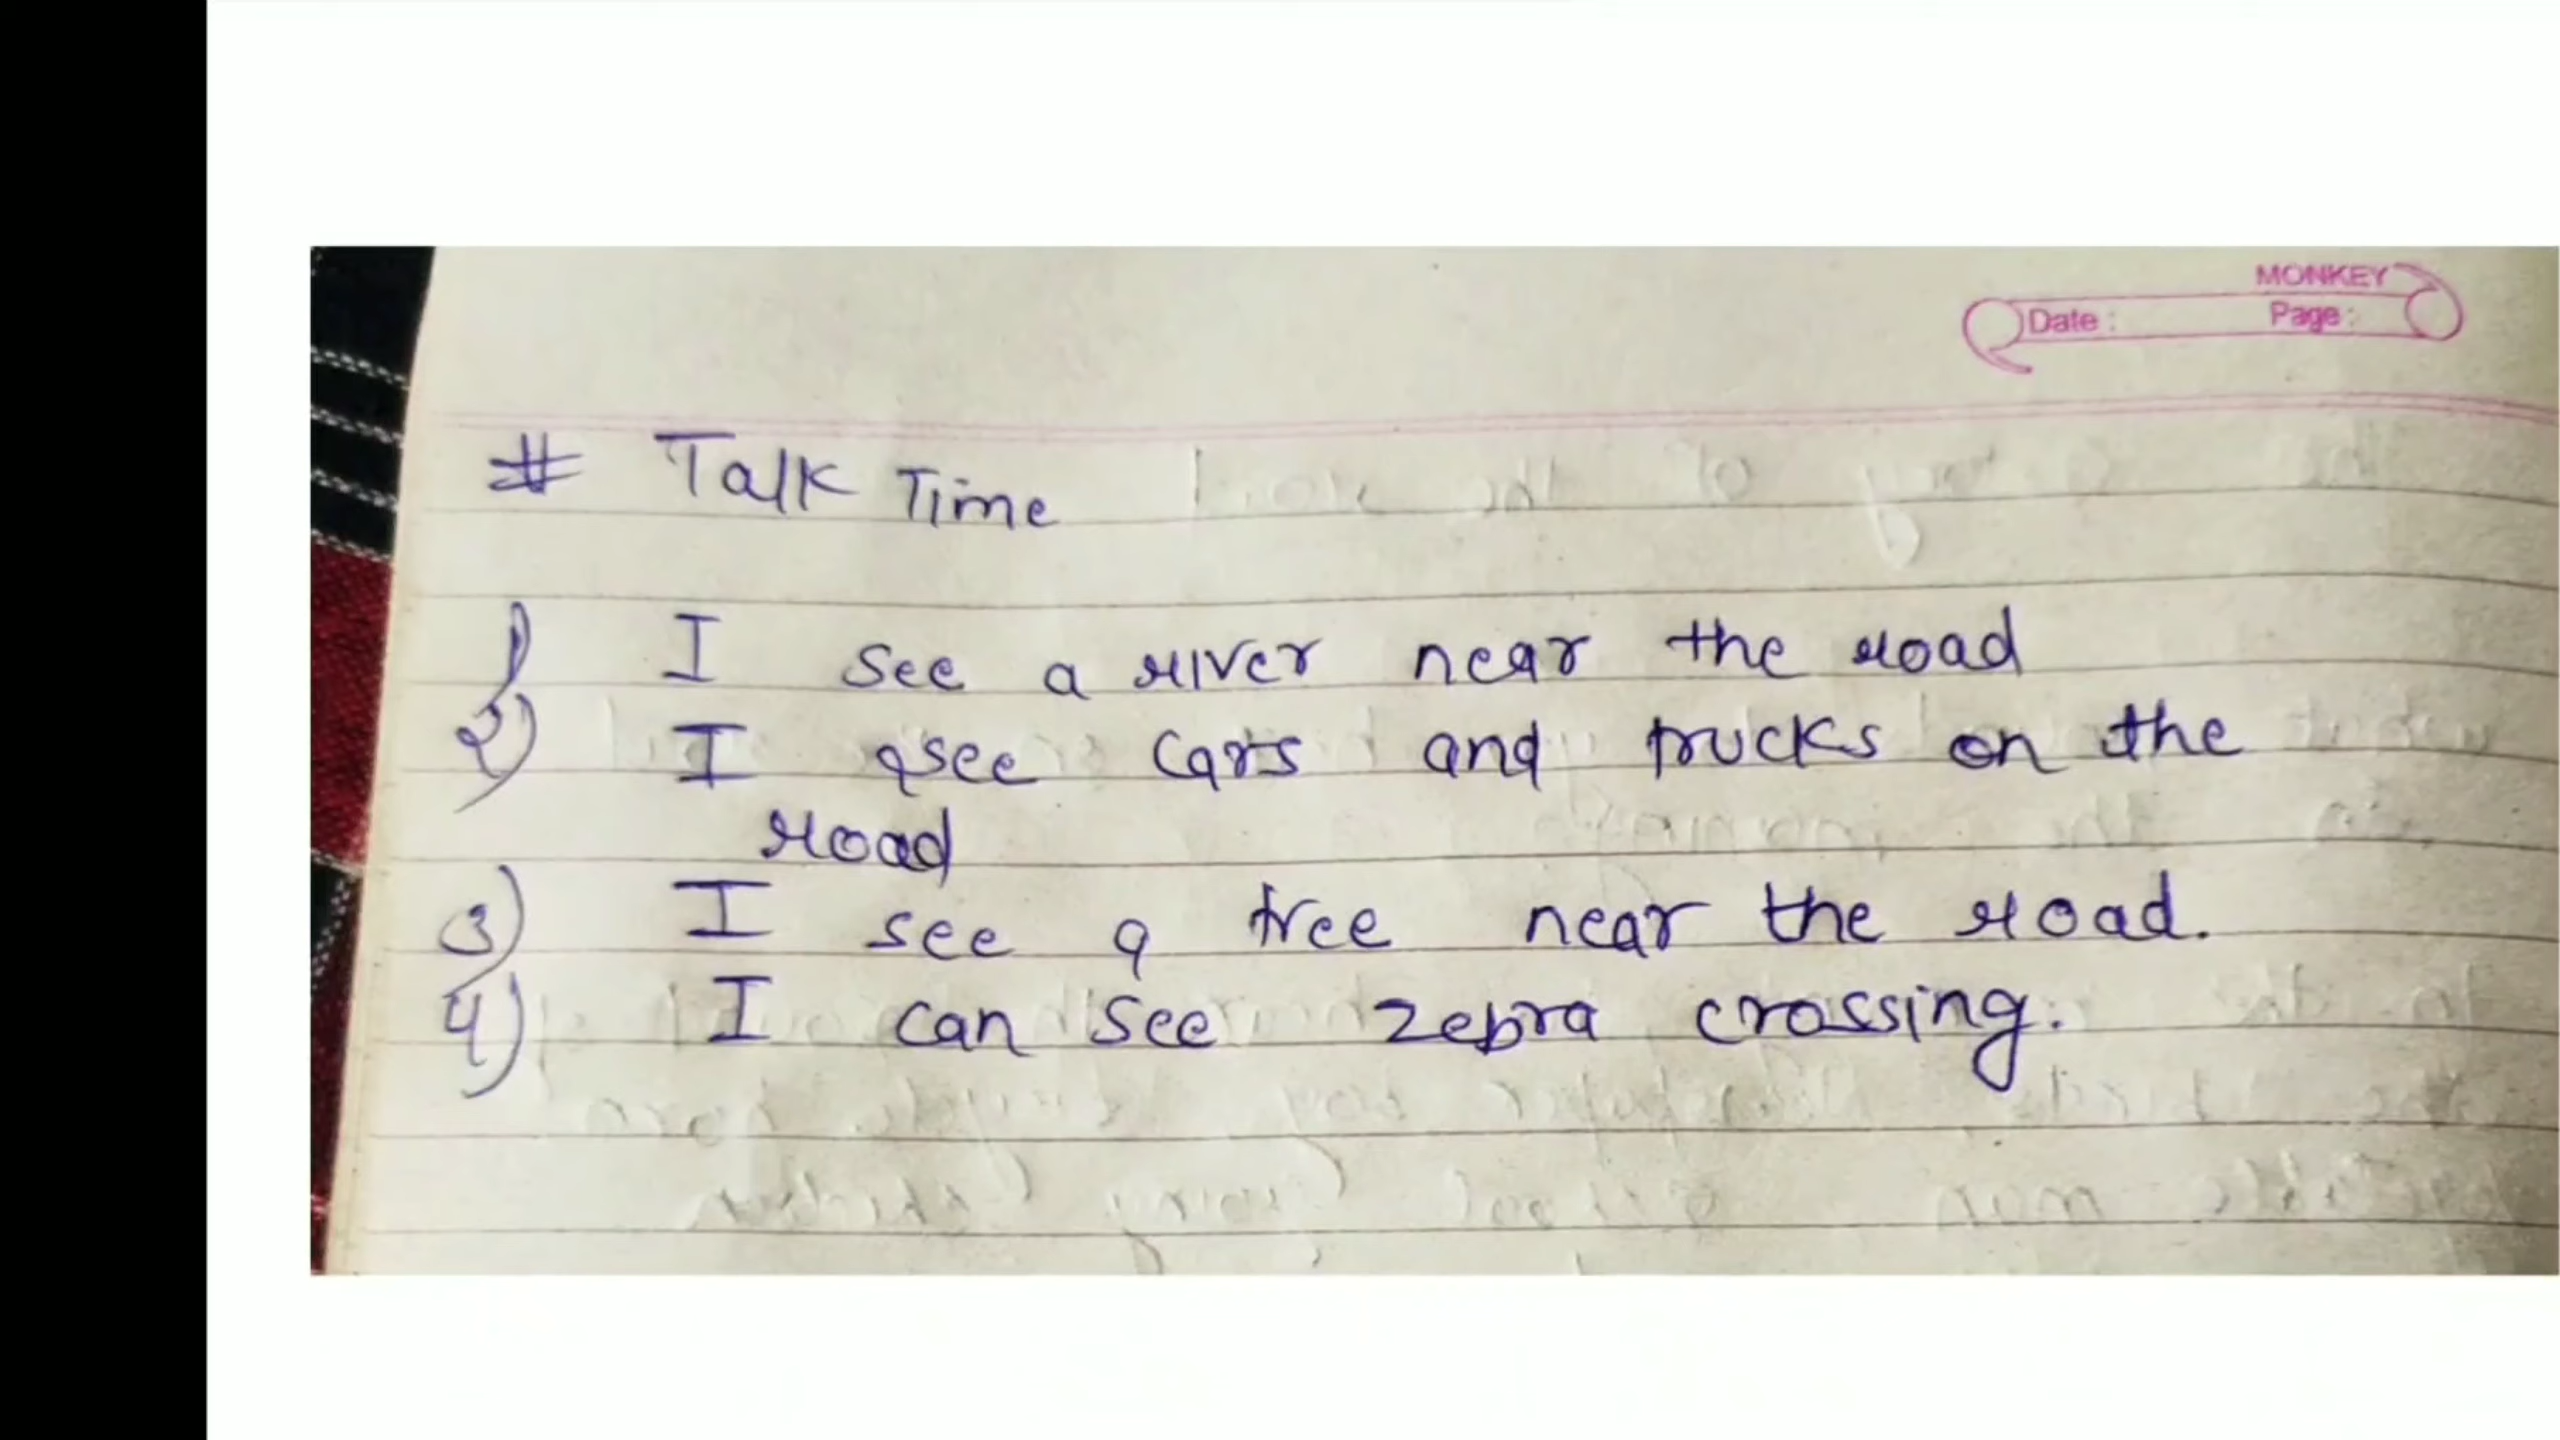 MONKEY
Date : Page :
# Talk Time
1) I see a river near the road
2) I see cars and trucks on the
road
3) I see a tree near the road.
4) I can see zebra crossing.